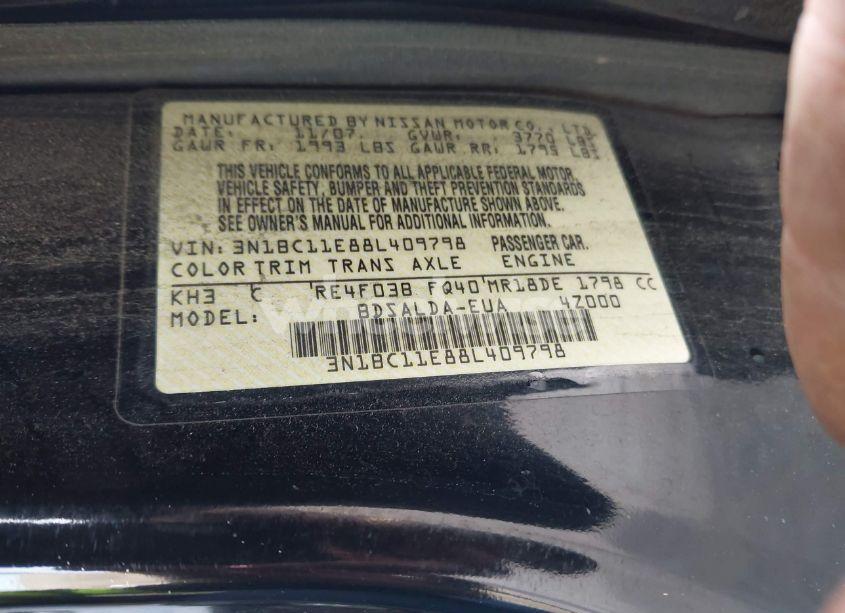 MANUFACTURED BY NISSAN MOTOR CO., LTD.
DATE: 11/07. GVWR: 3770 LBS
GAWR FR: 1993 LBS GAWR RR: 1793 LBS
THIS VEHICLE CONFORMS TO ALL APPLICABLE FEDERAL MOTOR
VEHICLE SAFETY, BUMPER AND THEFT PREVENTION STANDARDS
IN EFFECT ON THE DATE OF MANUFACTURE SHOWN ABOVE.
SEE OWNER'S MANUAL FOR ADDITIONAL INFORMATION.
VIN: 3N1BC11E88L409798 PASSENGER CAR.
COLOR TRIM TRANS AXLE ENGINE
KH3 C RE4F03B FQ40 MR18DE 1798 CC
MODEL: BDSALDA-EUA 4Z000
3N1BC11E88L409798